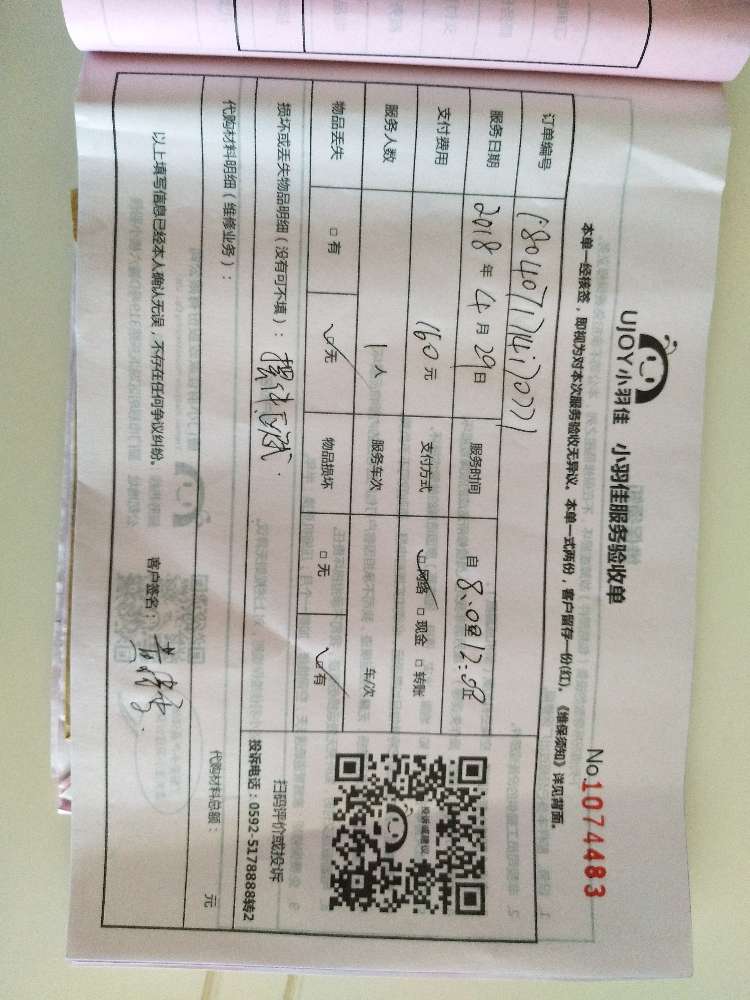 UJOY小羽佳 小羽佳服务验收单
No.1074483
本单一经接签,即视为对本次服务验收无异议。本单一式两份,客户留存一份(红)。《维保须知》详见背面。
订单编号
服务日期 2018 年 4 月 29 日 服务时间 自 8:0至12:0止
支付费用 160 元 支付方式 □网络 □现金 □转账
服务人数 1 人 服务车次 车/次
物品丢失 □有 □无 物品损坏 □无 □有
损坏或丢失物品明细(没有可不填):
投诉或建议
扫码评价或投诉
投诉电话:0592-5178888转2
代购材料明细(维修业务): 代购材料总额: 元
以上填写信息已经本人确认无误,不存在任何争议纠纷。 客户签名: